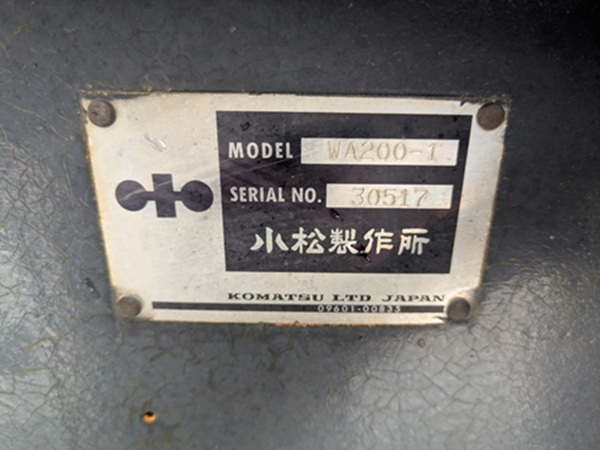 MODEL WA200-1
SERIAL NO. 30517
小松製作所
KOMATSU LTD JAPAN
09601-00833